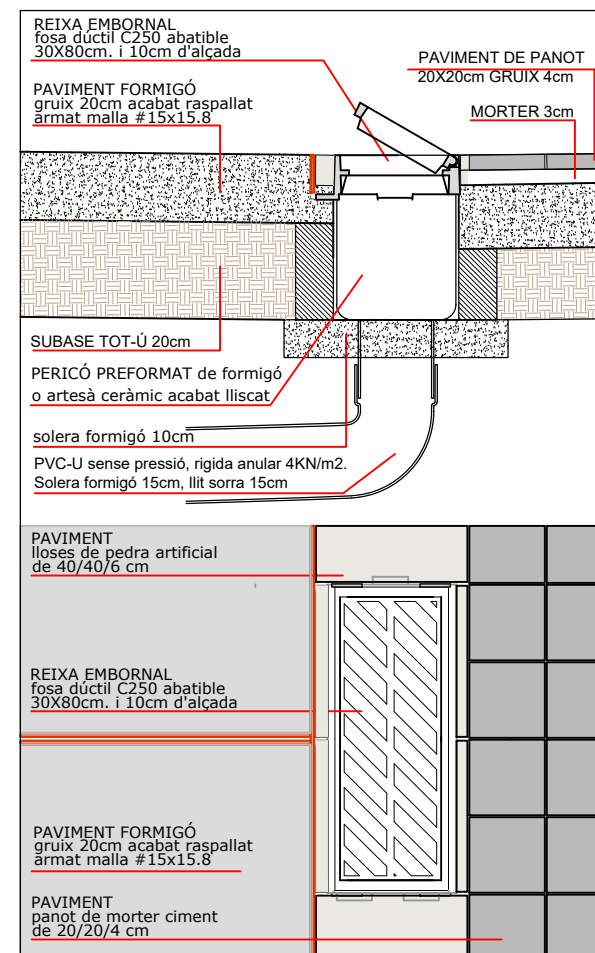 REIXA EMBORNAL
fosa dúctil C250 abatible
30X80cm. i 10cm d'alçada
PAVIMENT DE PANOT
20X20cm GRUIX 4cm
PAVIMENT FORMIGÓ
gruix 20cm acabat raspallat
armat malla #15x15.8
MORTER 3cm
SUBASE TOT-Ú 20cm
PERICÓ PREFORMAT de formigó
o artesà ceràmic acabat lliscat
solera formigó 10cm
PVC-U sense pressió, rigida anular 4KN/m2.
Solera formigó 15cm, llit sorra 15cm
PAVIMENT
lloses de pedra artificial
de 40/40/6 cm
REIXA EMBORNAL
fosa dúctil C250 abatible
30X80cm. i 10cm d'alçada
PAVIMENT FORMIGÓ
gruix 20cm acabat raspallat
armat malla #15x15.8
PAVIMENT
panot de morter ciment
de 20/20/4 cm